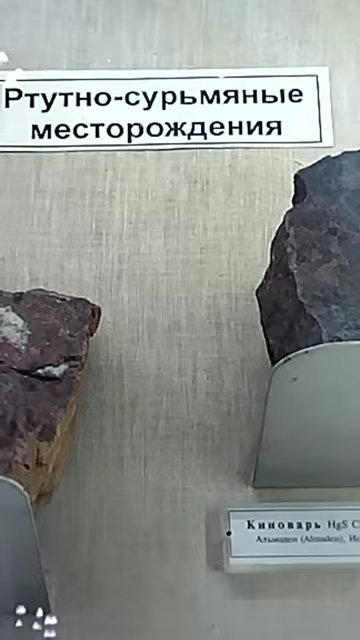 Ртутно-сурьмяные
месторождения
Киноварь HgS
Альмаден (Almaden),